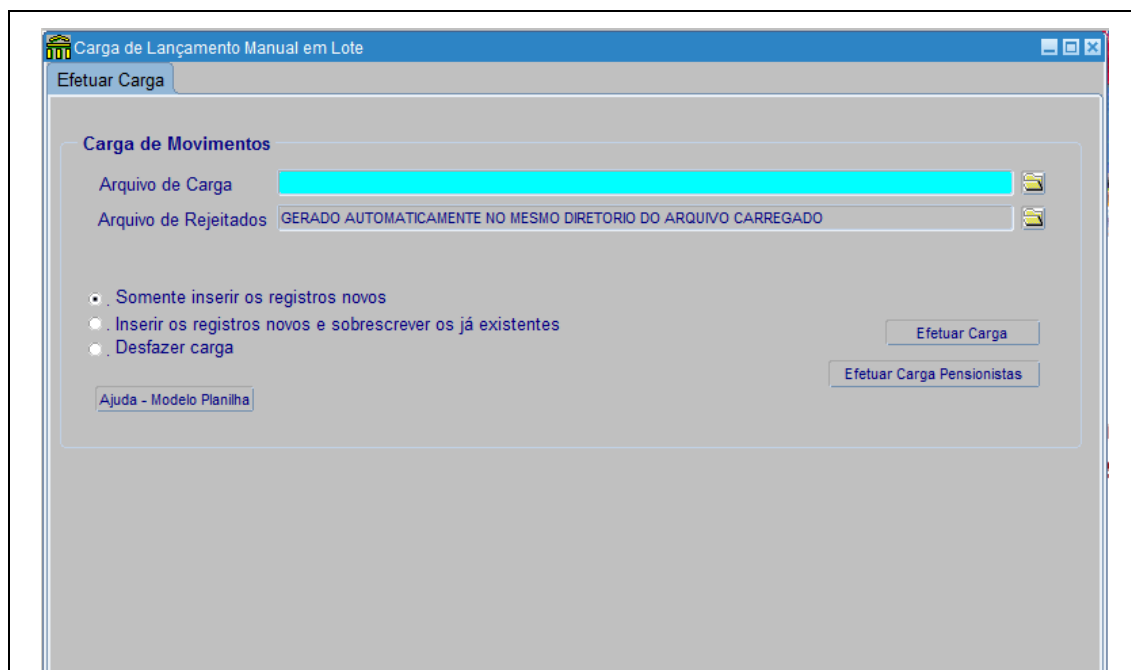 Carga de Lançamento Manual em Lote
Efetuar Carga
Carga de Movimentos
Arquivo de Carga
Arquivo de Rejeitados GERADO AUTOMATICAMENTE NO MESMO DIRETORIO DO ARQUIVO CARREGADO
. Somente inserir os registros novos
. Inserir os registros novos e sobrescrever os já existentes
. Desfazer carga
Efetuar Carga
Efetuar Carga Pensionistas
Ajuda - Modelo Planilha